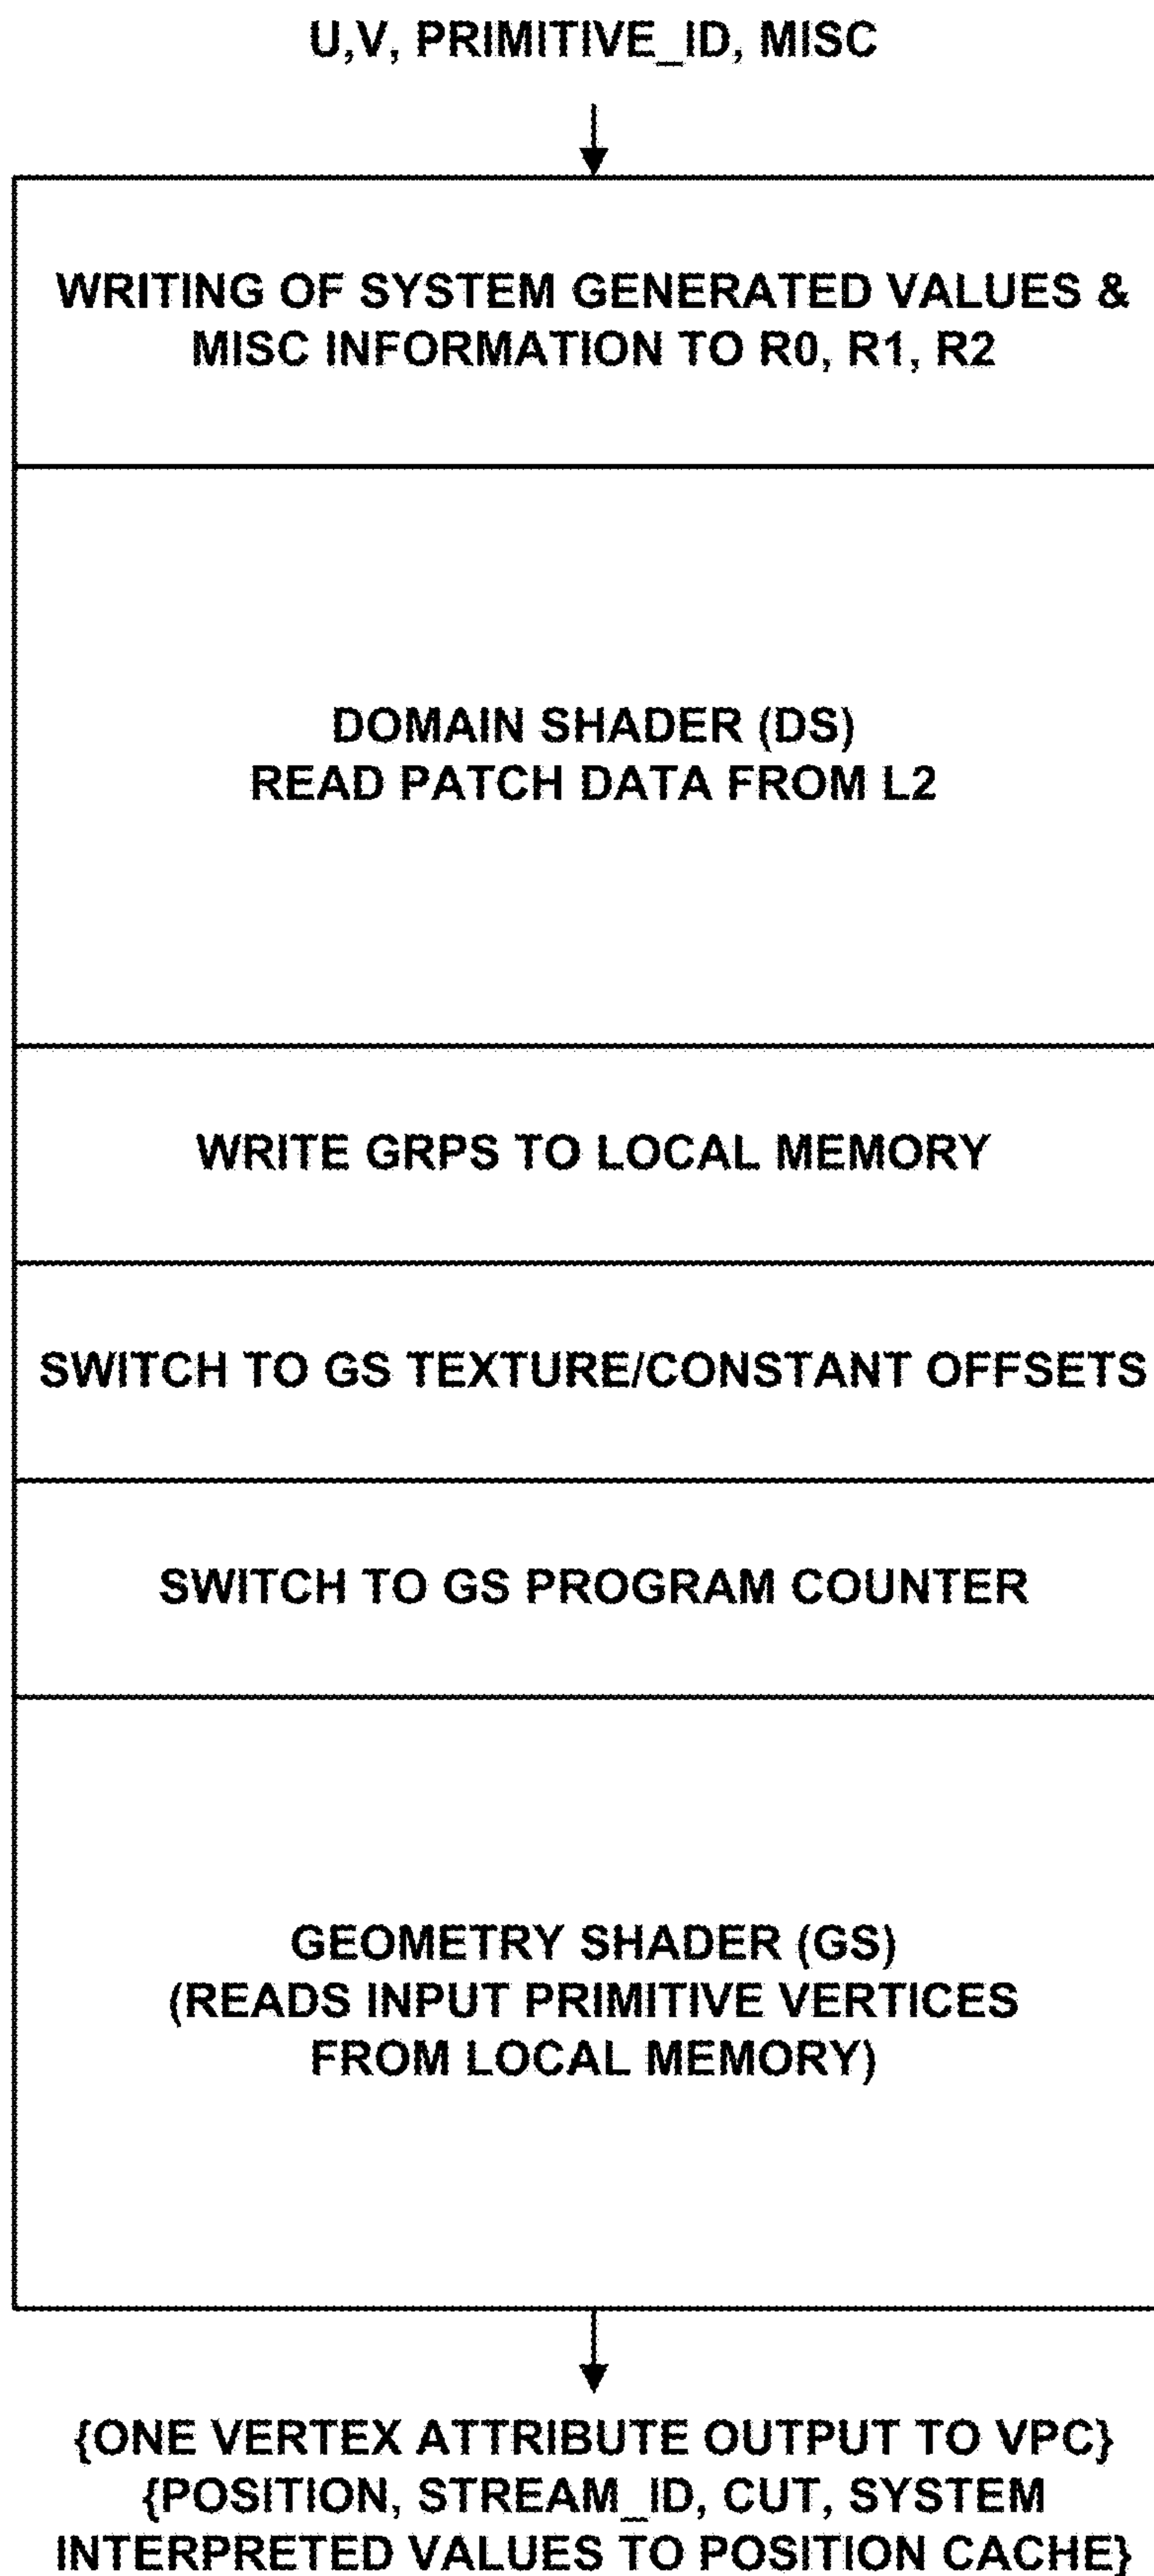 U,V, PRIMITIVE_ID, MISC
WRITING OF SYSTEM GENERATED VALUES &
MISC INFORMATION TO R0, R1, R2
DOMAIN SHADER (DS)
READ PATCH DATA FROM L2
WRITE GRPS TO LOCAL MEMORY
SWITCH TO GS TEXTURE/CONSTANT OFFSETS
SWITCH TO GS PROGRAM COUNTER
GEOMETRY SHADER (GS)
(READS INPUT PRIMITIVE VERTICES
FROM LOCAL MEMORY)
{ONE VERTEX ATTRIBUTE OUTPUT TO VPC}
{POSITION, STREAM_ID, CUT, SYSTEM
INTERPRETED VALUES TO POSITION CACHE}